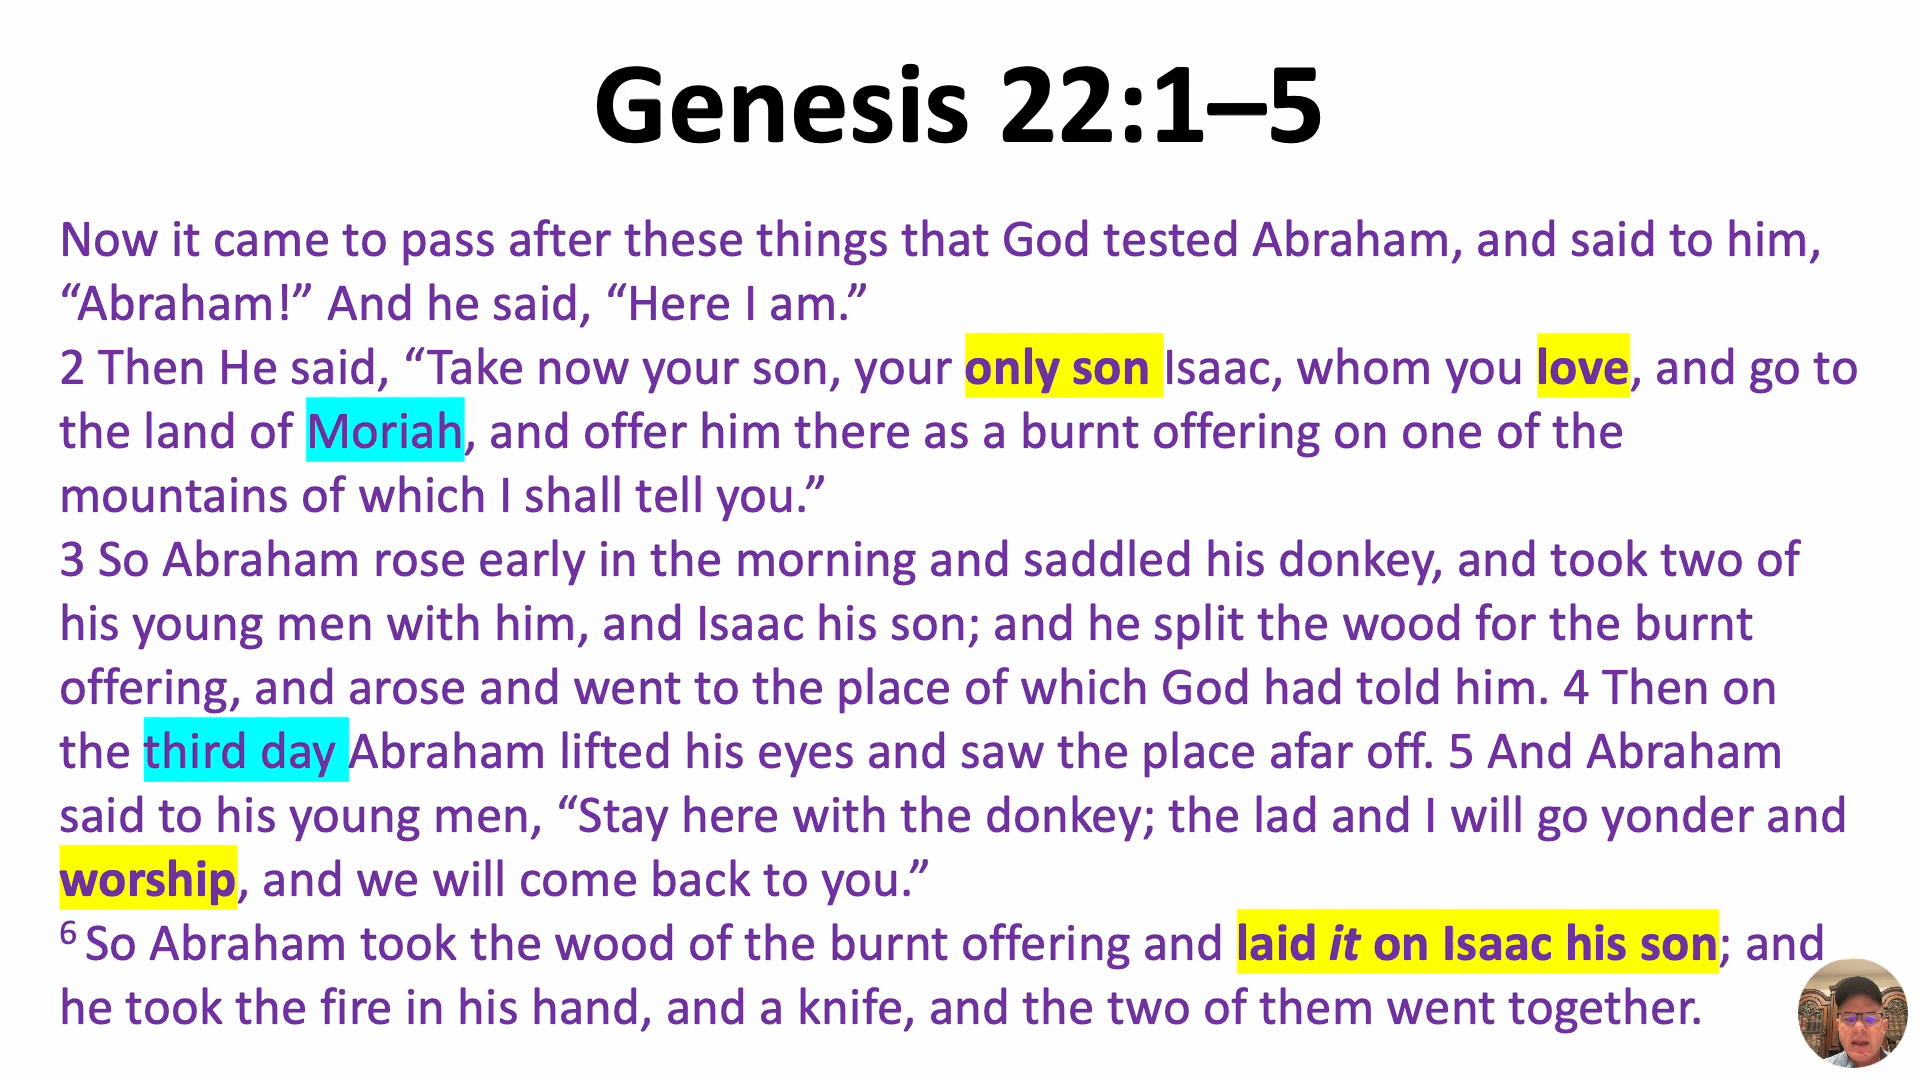 Genesis 22:1–5
Now it came to pass after these things that God tested Abraham, and said to him,
“Abraham!” And he said, “Here I am.”
2 Then He said, “Take now your son, your only son Isaac, whom you love, and go to
the land of Moriah, and offer him there as a burnt offering on one of the
mountains of which I shall tell you.”
3 So Abraham rose early in the morning and saddled his donkey, and took two of
his young men with him, and Isaac his son; and he split the wood for the burnt
offering, and arose and went to the place of which God had told him. 4 Then on
the third day Abraham lifted his eyes and saw the place afar off. 5 And Abraham
said to his young men, “Stay here with the donkey; the lad and I will go yonder and
worship, and we will come back to you.”
6 So Abraham took the wood of the burnt offering and laid it on Isaac his son; and
he took the fire in his hand, and a knife, and the two of them went together.